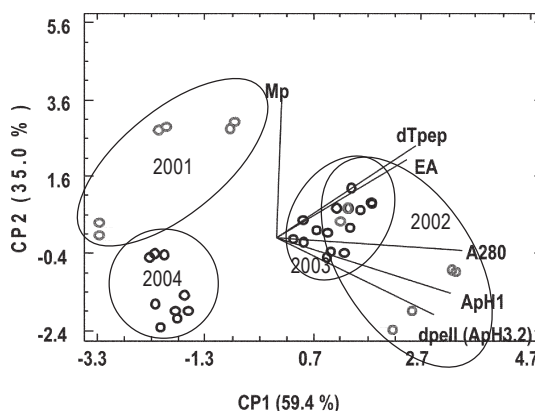 5.6
3.6
1.6
-0.4
-2.4
CP2 (35.0 %)
Mp
dTpep
EA
2001
2002
A280
2003
2004
ApH1
dpeII (ApH3.2)
-3.3
-1.3
0.7
2.7
4.7
CP1 (59.4 %)